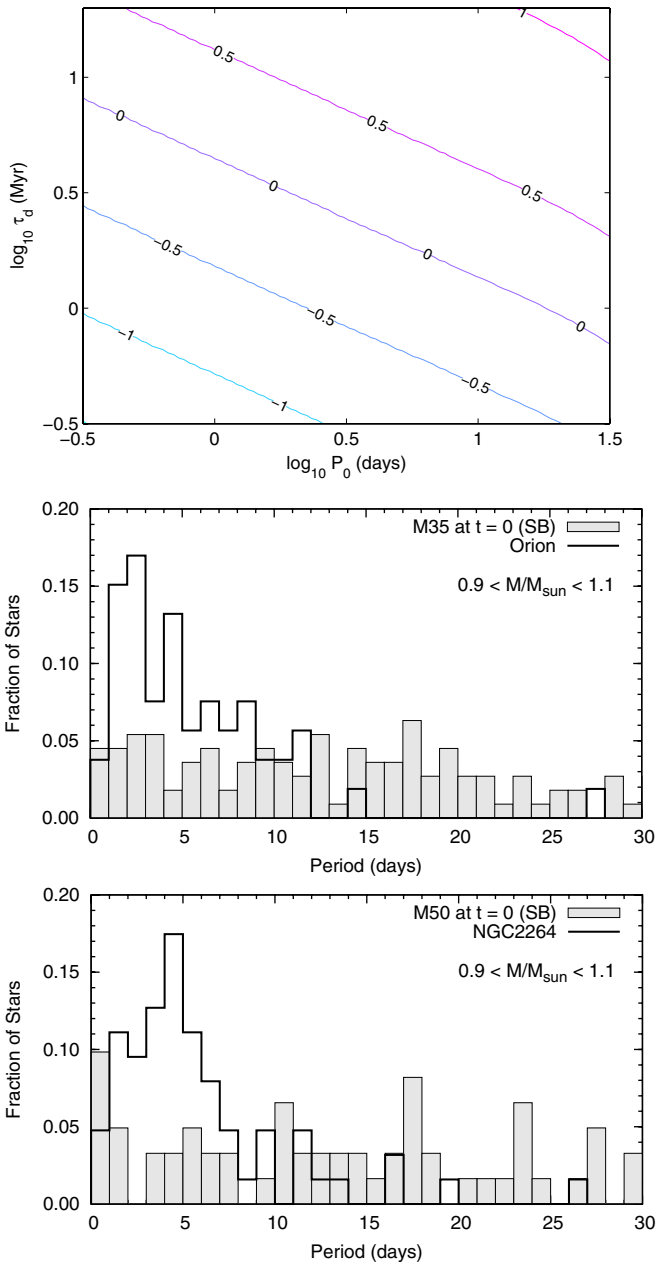 1
0.5
0.5
0.5
0
0
0
0
−0.5
−0.5
−0.5
−1
−1
1
0.5
0
−0.5
log10 τd (Myr)
−0.5 0 0.5 1 1.5
log10 P0 (days)
M35 at t = 0 (SB)
Orion
0.9 < M/Msun < 1.1
0.20
0.15
0.10
0.05
0.00
Fraction of Stars
0 5 10 15 20 25 30
Period (days)
M50 at t = 0 (SB)
NGC2264
0.9 < M/Msun < 1.1
0.20
0.15
0.10
0.05
0.00
Fraction of Stars
0 5 10 15 20 25 30
Period (days)